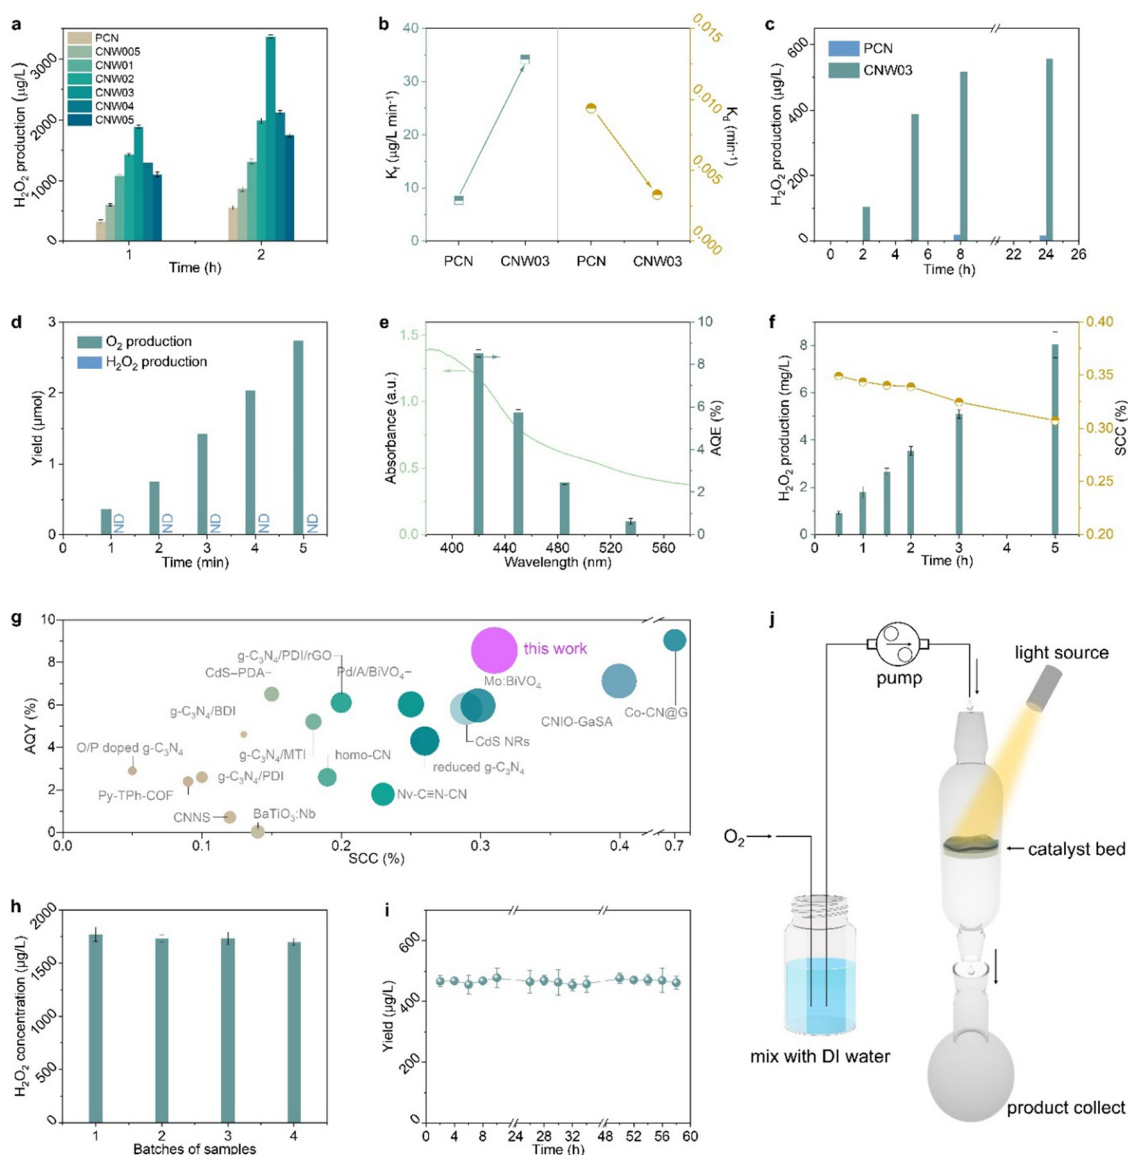 a
H₂O₂ production (μg/L)
3000
2000
1000
0
PCN
CNW005
CNW01
CNW02
CNW03
CNW04
CNW05
1
2
Time (h)
b
Kf (μg/L min⁻¹)
40
30
20
10
0
PCN
CNW03
PCN
CNW03
0.015
0.010
0.005
0.000
Kd (min⁻¹)
c
H₂O₂ production (μg/L)
600
400
200
0
PCN
CNW03
0 2 4 6 8 10 22 24 26
Time (h)
d
Yield (μmol)
3
2
1
0
O₂ production
H₂O₂ production
ND ND ND ND ND
0 1 2 3 4 5
Time (min)
e
Absorbance (a.u.)
1.5
1.0
0.5
0.0
400 440 480 520 560
Wavelength (nm)
10
8
6
4
2
0
AQE (%)
f
H₂O₂ production (mg/L)
8
6
4
2
0
0 1 2 3 4 5
Time (h)
0.40
0.35
0.30
0.25
0.20
SCC (%)
g
AQY (%)
10
8
6
4
2
0
this work
g-C₃N₄/PDI/rGO
CdS–PDA–
Pd/A/BiVO₄–
Mo:BiVO₄
g-C₃N₄/BDI
CNIO-GaSA
Co-CN@G
O/P doped g-C₃N₄
g-C₃N₄/MTI
homo-CN
CdS NRs
reduced g-C₃N₄
g-C₃N₄/PDI
Py-TPh-COF
Nv-C≡N-CN
CNNS
BaTiO₃:Nb
0.0 0.1 0.2 0.3 0.4 0.7
SCC (%)
h
H₂O₂ concentration (μg/L)
2000
1500
1000
500
0
1 2 3 4
Batches of samples
i
Yield (μg/L)
600
400
200
0
0 4 8 12 24 28 32 36 48 52 56 60
Time (h)
j
pump
light source
O₂
catalyst bed
mix with DI water
product collect